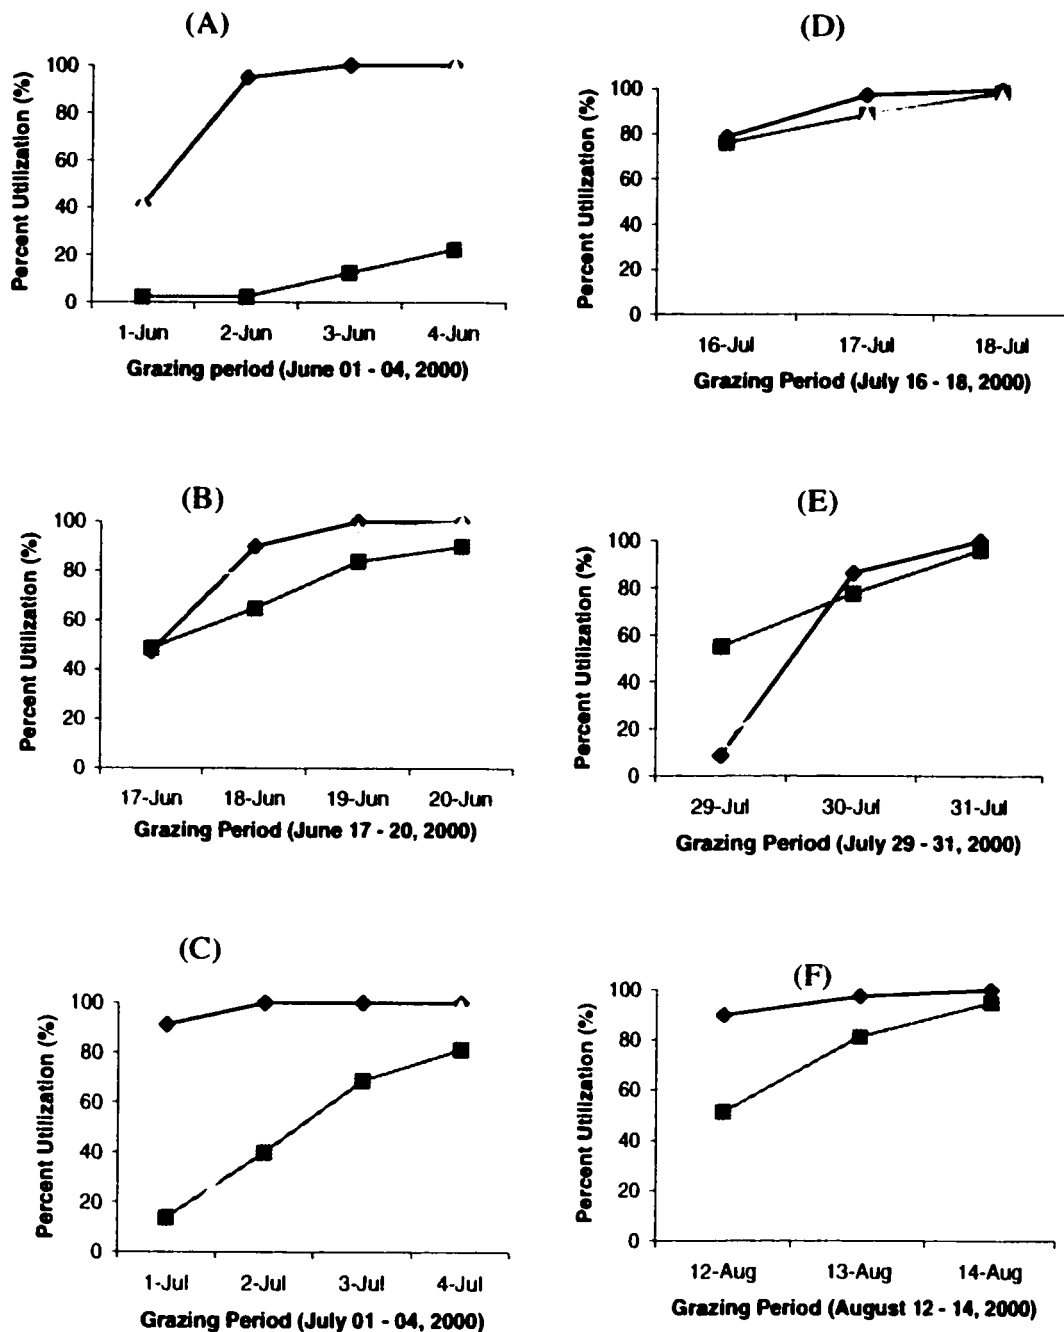 (A)
Percent Utilization (%)
100
80
60
40
20
0
1-Jun 2-Jun 3-Jun 4-Jun
Grazing period (June 01 - 04, 2000)
(D)
Percent Utilization (%)
100
80
60
40
20
0
16-Jul 17-Jul 18-Jul
Grazing Period (July 16 - 18, 2000)
(B)
Percent Utilization (%)
100
80
60
40
20
0
17-Jun 18-Jun 19-Jun 20-Jun
Grazing Period (June 17 - 20, 2000)
(E)
Percent Utilization (%)
100
80
60
40
20
0
29-Jul 30-Jul 31-Jul
Grazing Period (July 29 - 31, 2000)
(C)
Percent Utilization (%)
100
80
60
40
20
0
1-Jul 2-Jul 3-Jul 4-Jul
Grazing Period (July 01 - 04, 2000)
(F)
Percent Utilization (%)
100
80
60
40
20
0
12-Aug 13-Aug 14-Aug
Grazing Period (August 12 - 14, 2000)